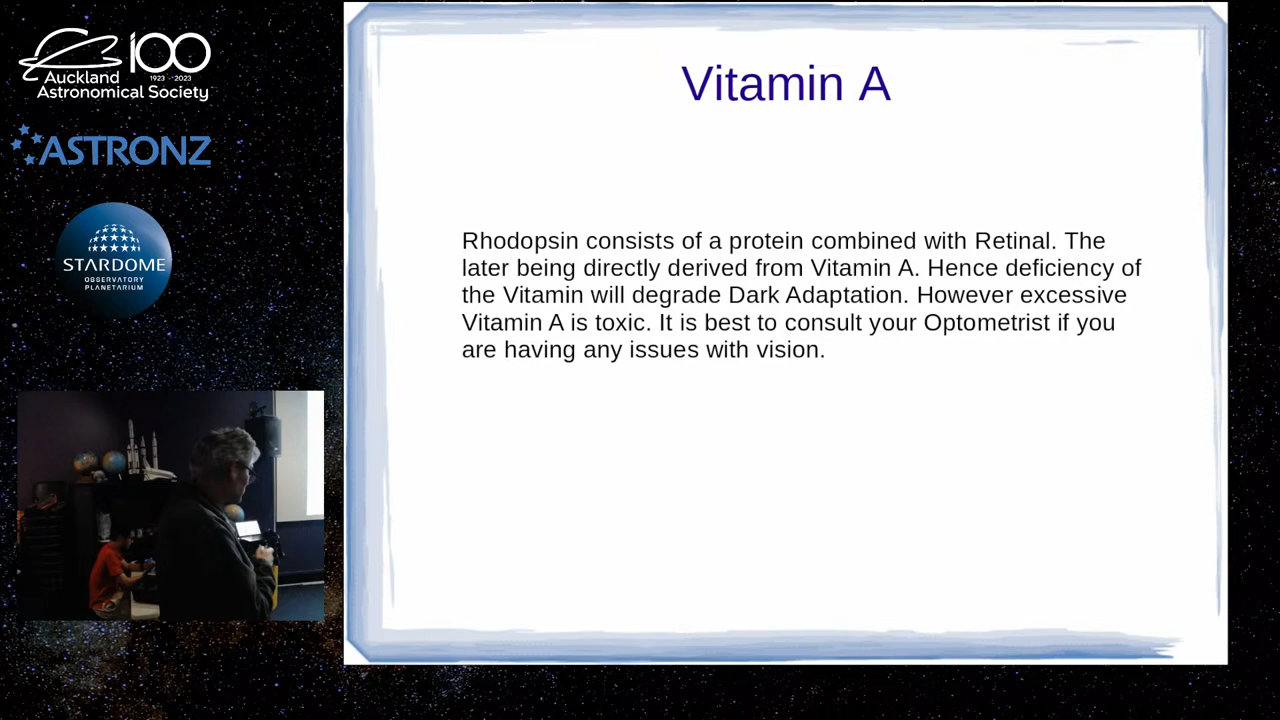 100
1923 - 2023
Auckland
Astronomical Society
ASTRONZ
STARDOME
OBSERVATORY
PLANETARIUM
Vitamin A
Rhodopsin consists of a protein combined with Retinal. The
later being directly derived from Vitamin A. Hence deficiency of
the Vitamin will degrade Dark Adaptation. However excessive
Vitamin A is toxic. It is best to consult your Optometrist if you
are having any issues with vision.